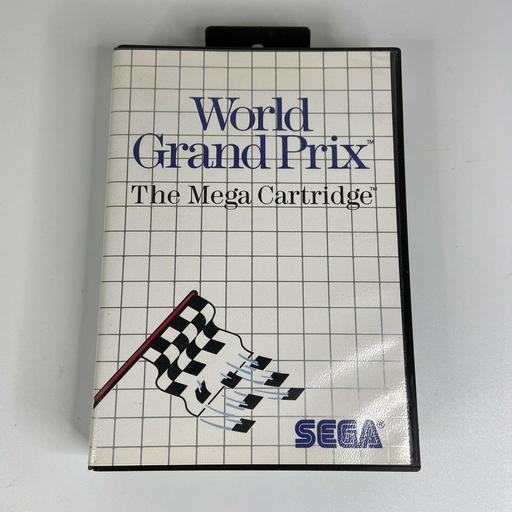 World
Grand Prix™
The Mega Cartridge™
SEGA®